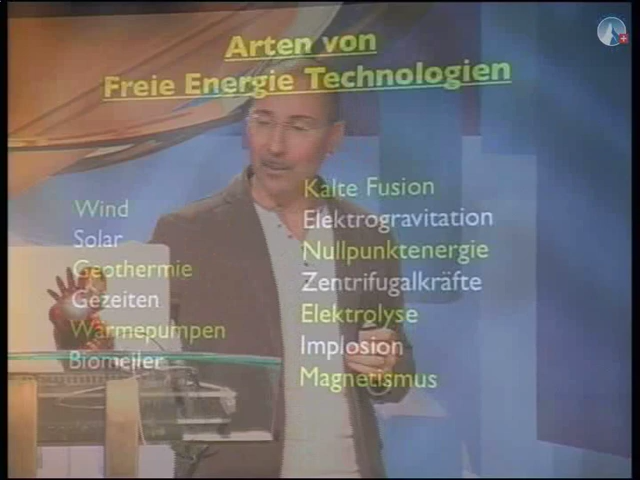 Arten von
Freie Energie Technologien
Wind
Solar
Geothermie
Gezeiten
Wärmepumpen
Biomeiler
Kalte Fusion
Elektrogravitation
Nullpunktenergie
Zentrifugalkräfte
Elektrolyse
Implosion
Magnetismus